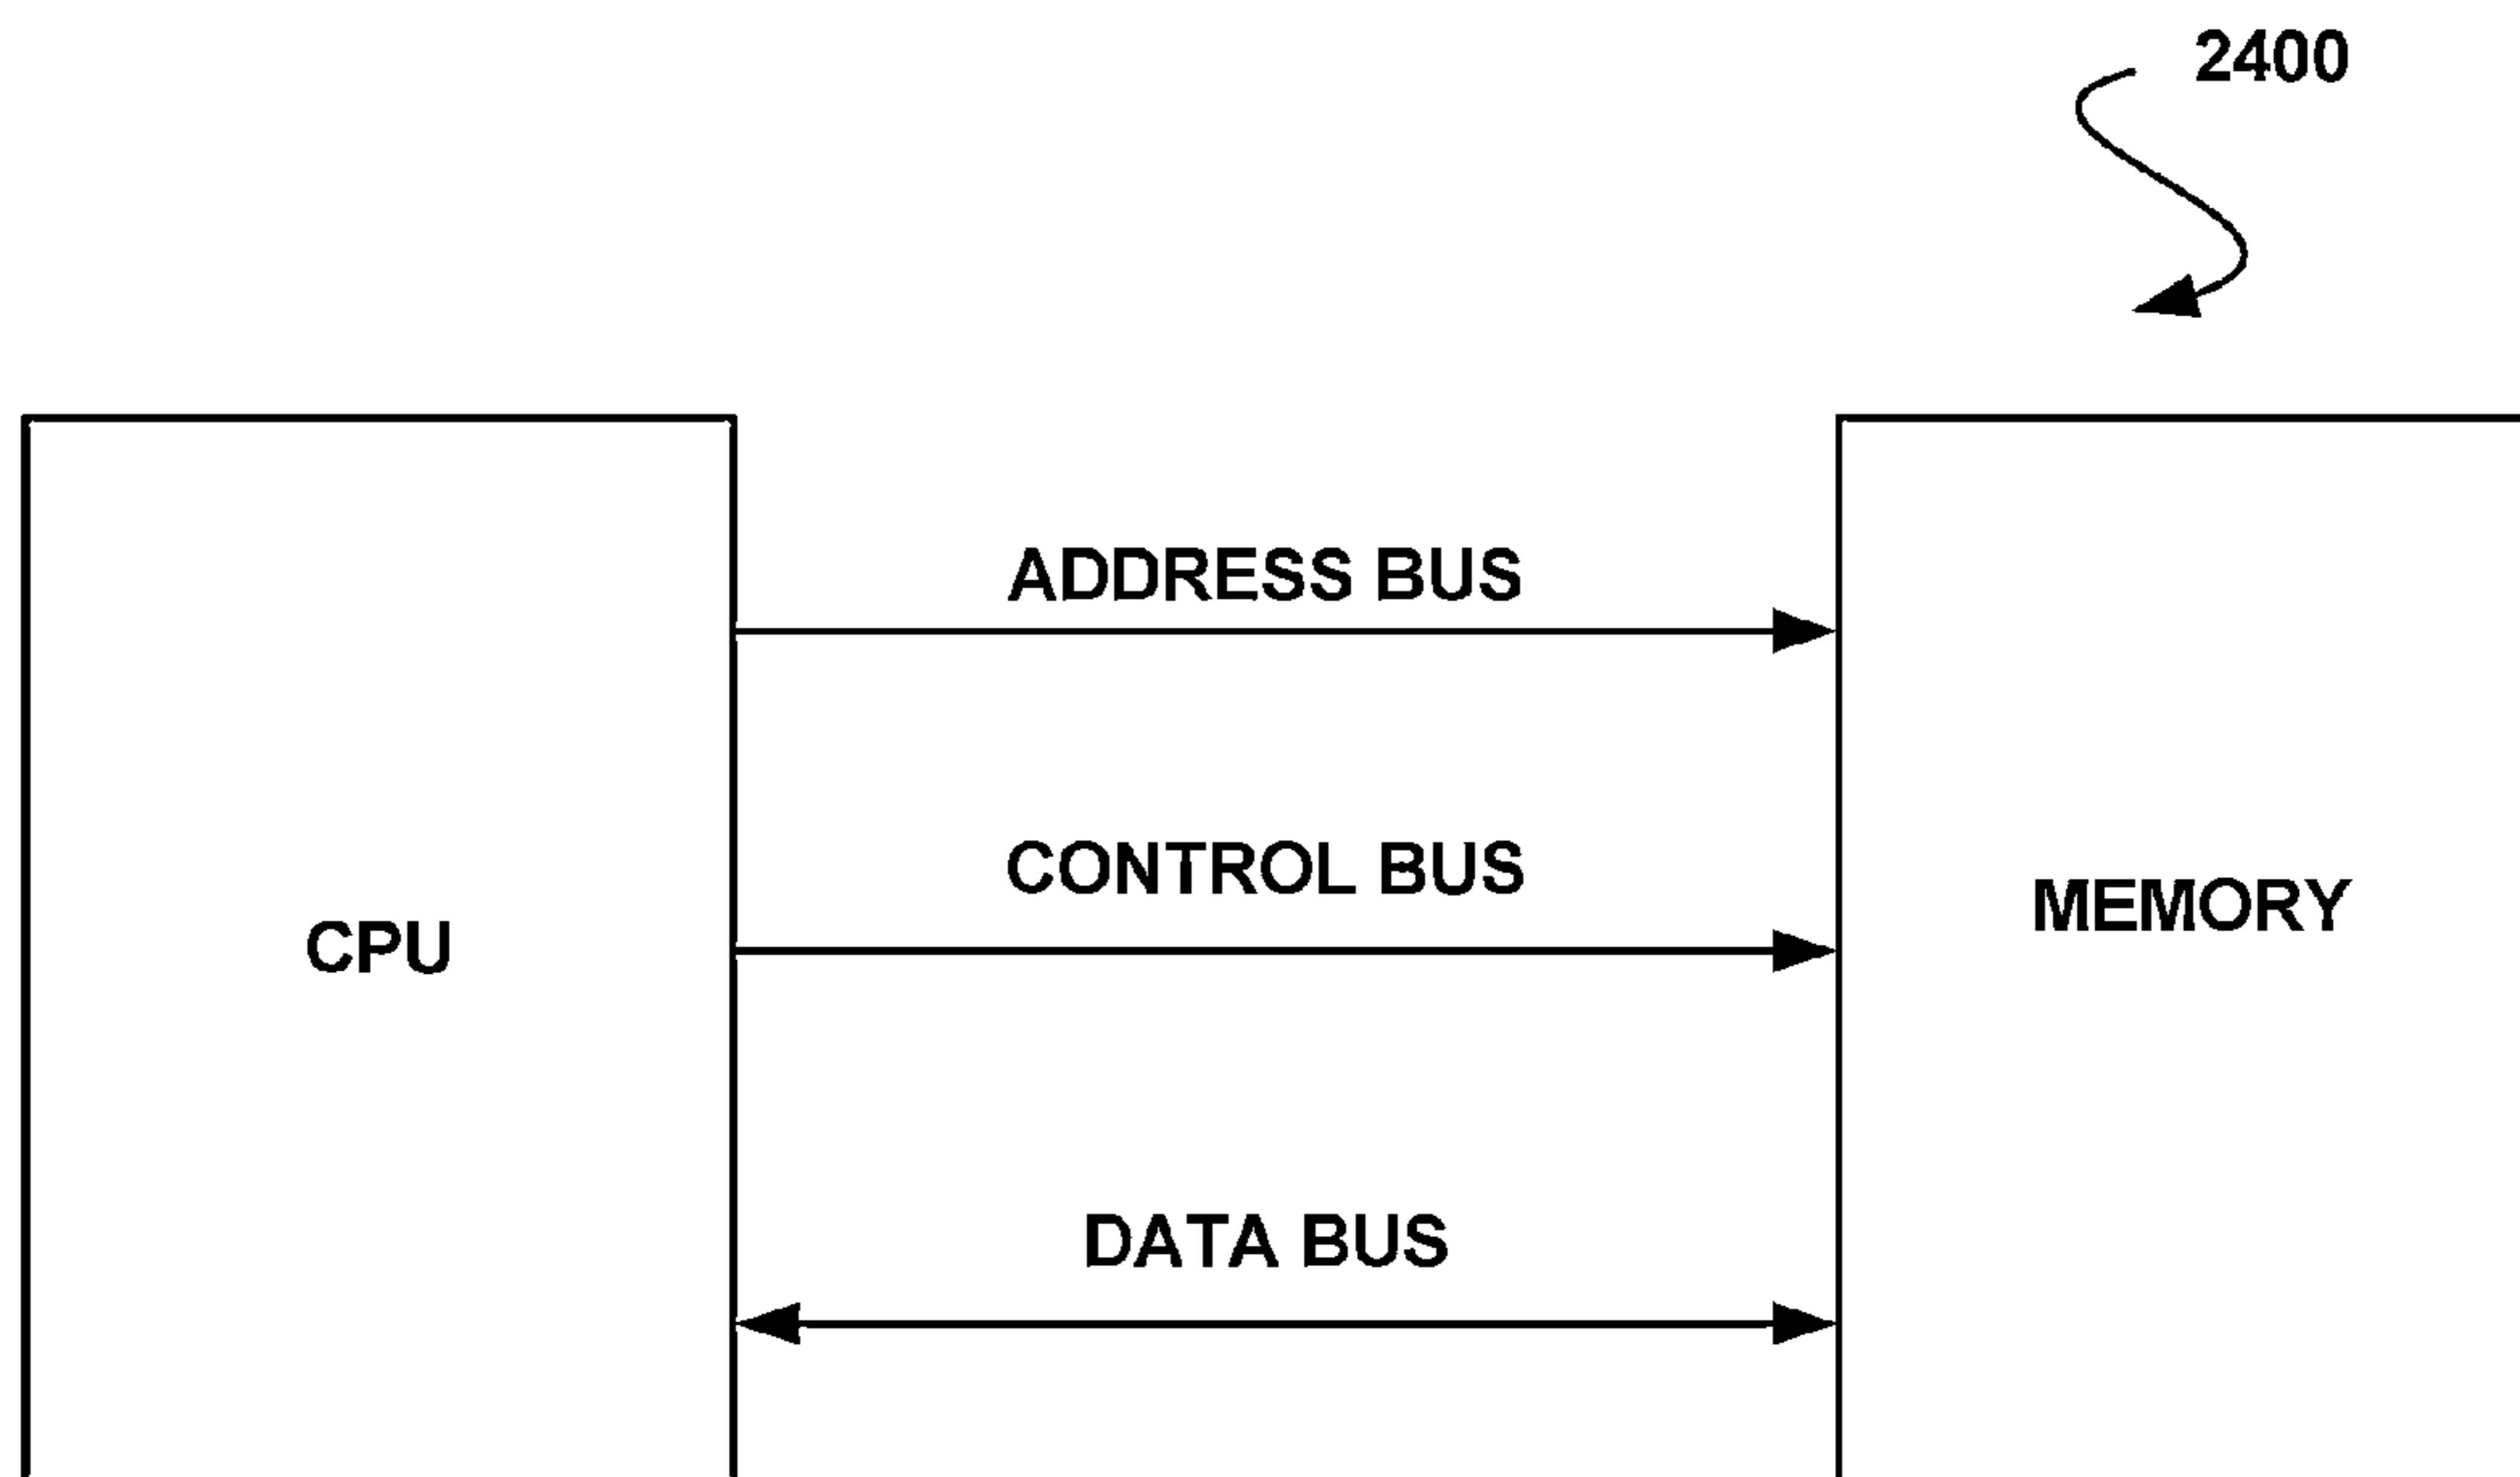 2400
ADDRESS BUS
CONTROL BUS
CPU
MEMORY
DATA BUS